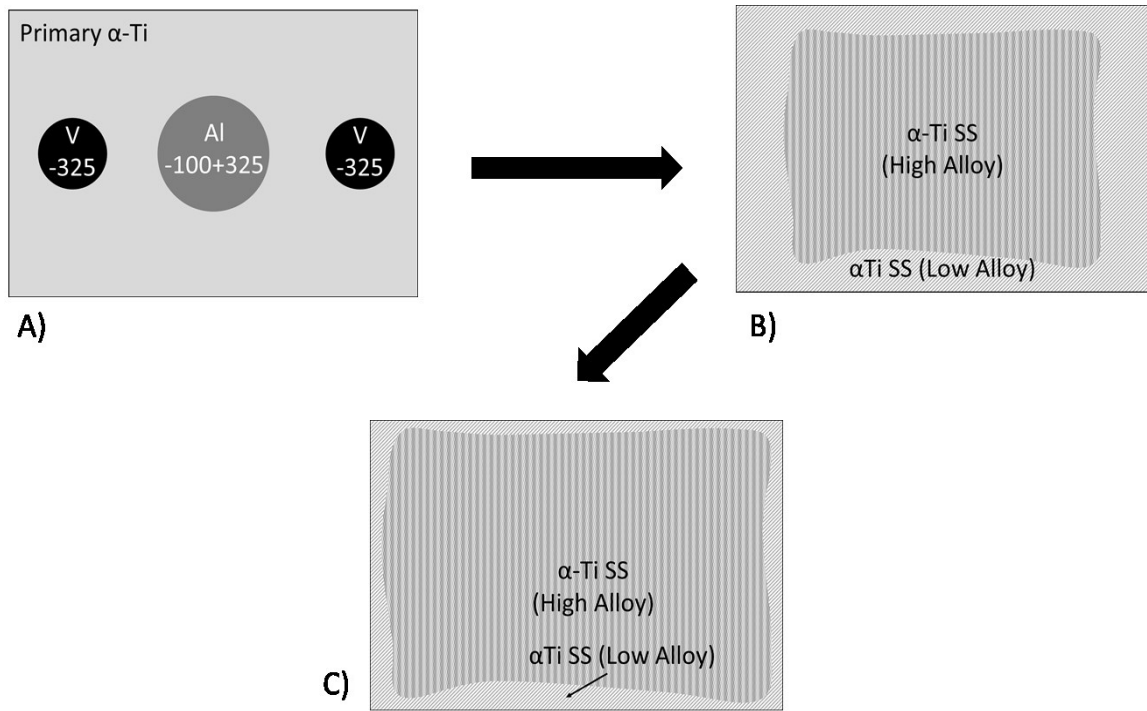 Primary α-Ti
V
-325
Al
-100+325
V
-325
A)
α-Ti SS
(High Alloy)
αTi SS (Low Alloy)
B)
α-Ti SS
(High Alloy)
αTi SS (Low Alloy)
C)